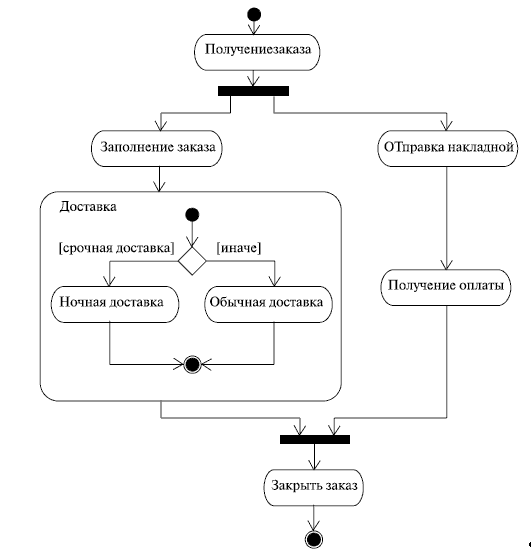 Получениезаказа
Заполнение заказа
ОТправка накладной
Доставка
[срочная доставка]
[иначе]
Ночная доставка
Обычная доставка
Получение оплаты
Закрыть заказ